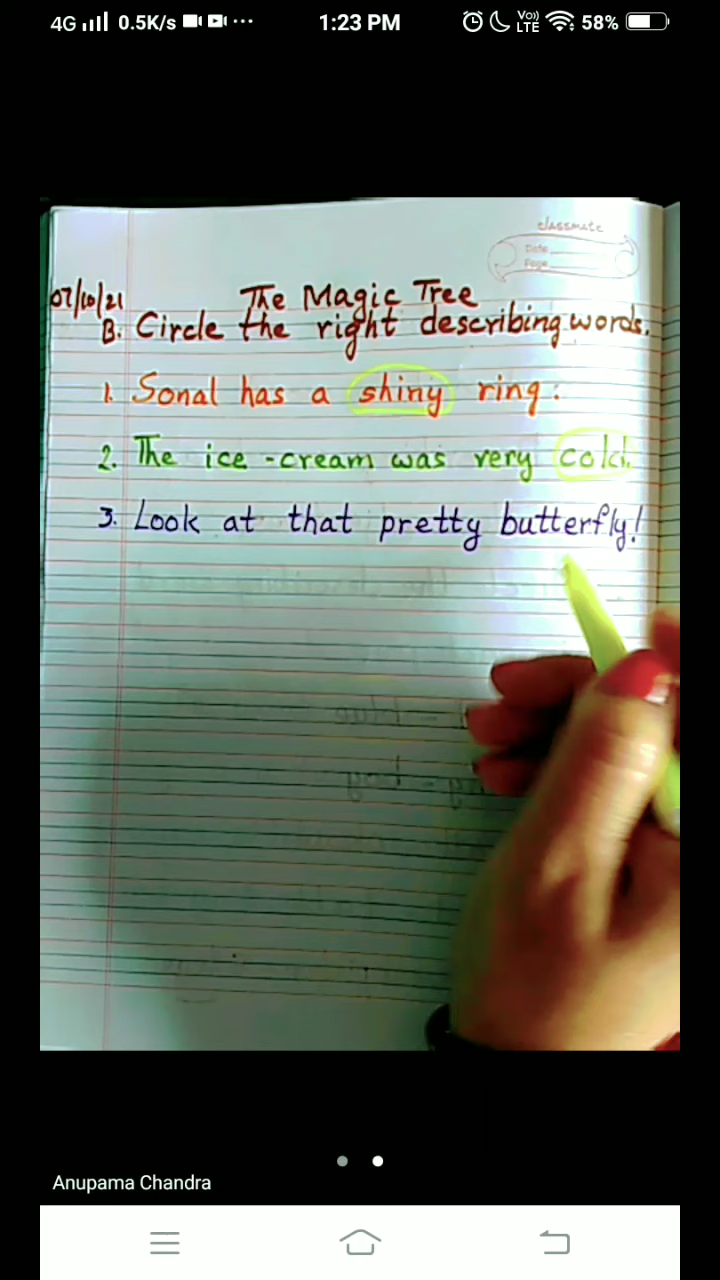 4G 0.5K/s ... 1:23 PM Vo)) LTE 58%
classmate
Date
Page
07/10/21 The Magic Tree
B. Circle the right describing words.
1. Sonal has a shiny ring.
2. The ice-cream was very cold.
3. Look at that pretty butterfly!
Anupama Chandra